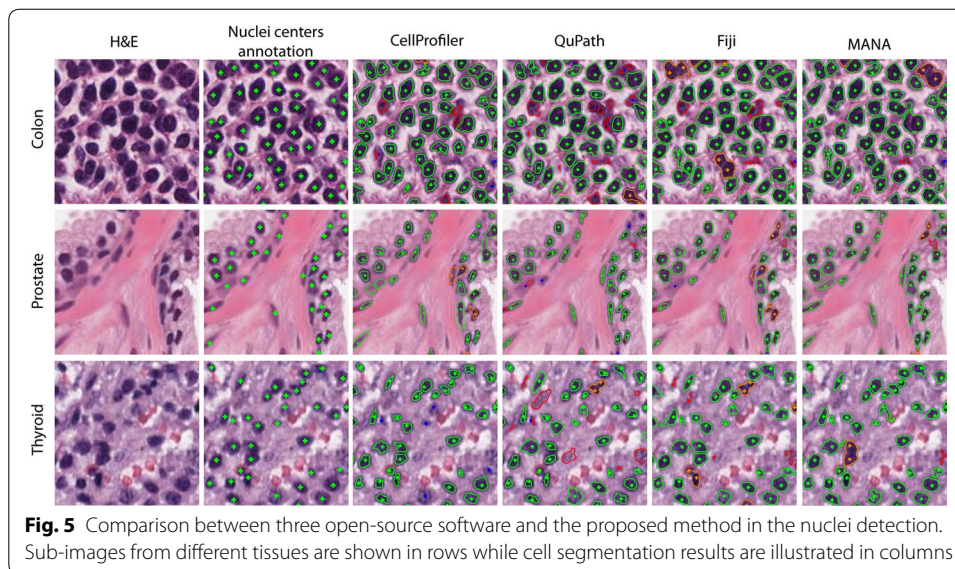 H&E
Nuclei centers
annotation
CellProfiler
QuPath
Fiji
MANA
Colon
Prostate
Thyroid
Fig. 5 Comparison between three open-source software and the proposed method in the nuclei detection.
Sub-images from different tissues are shown in rows while cell segmentation results are illustrated in columns